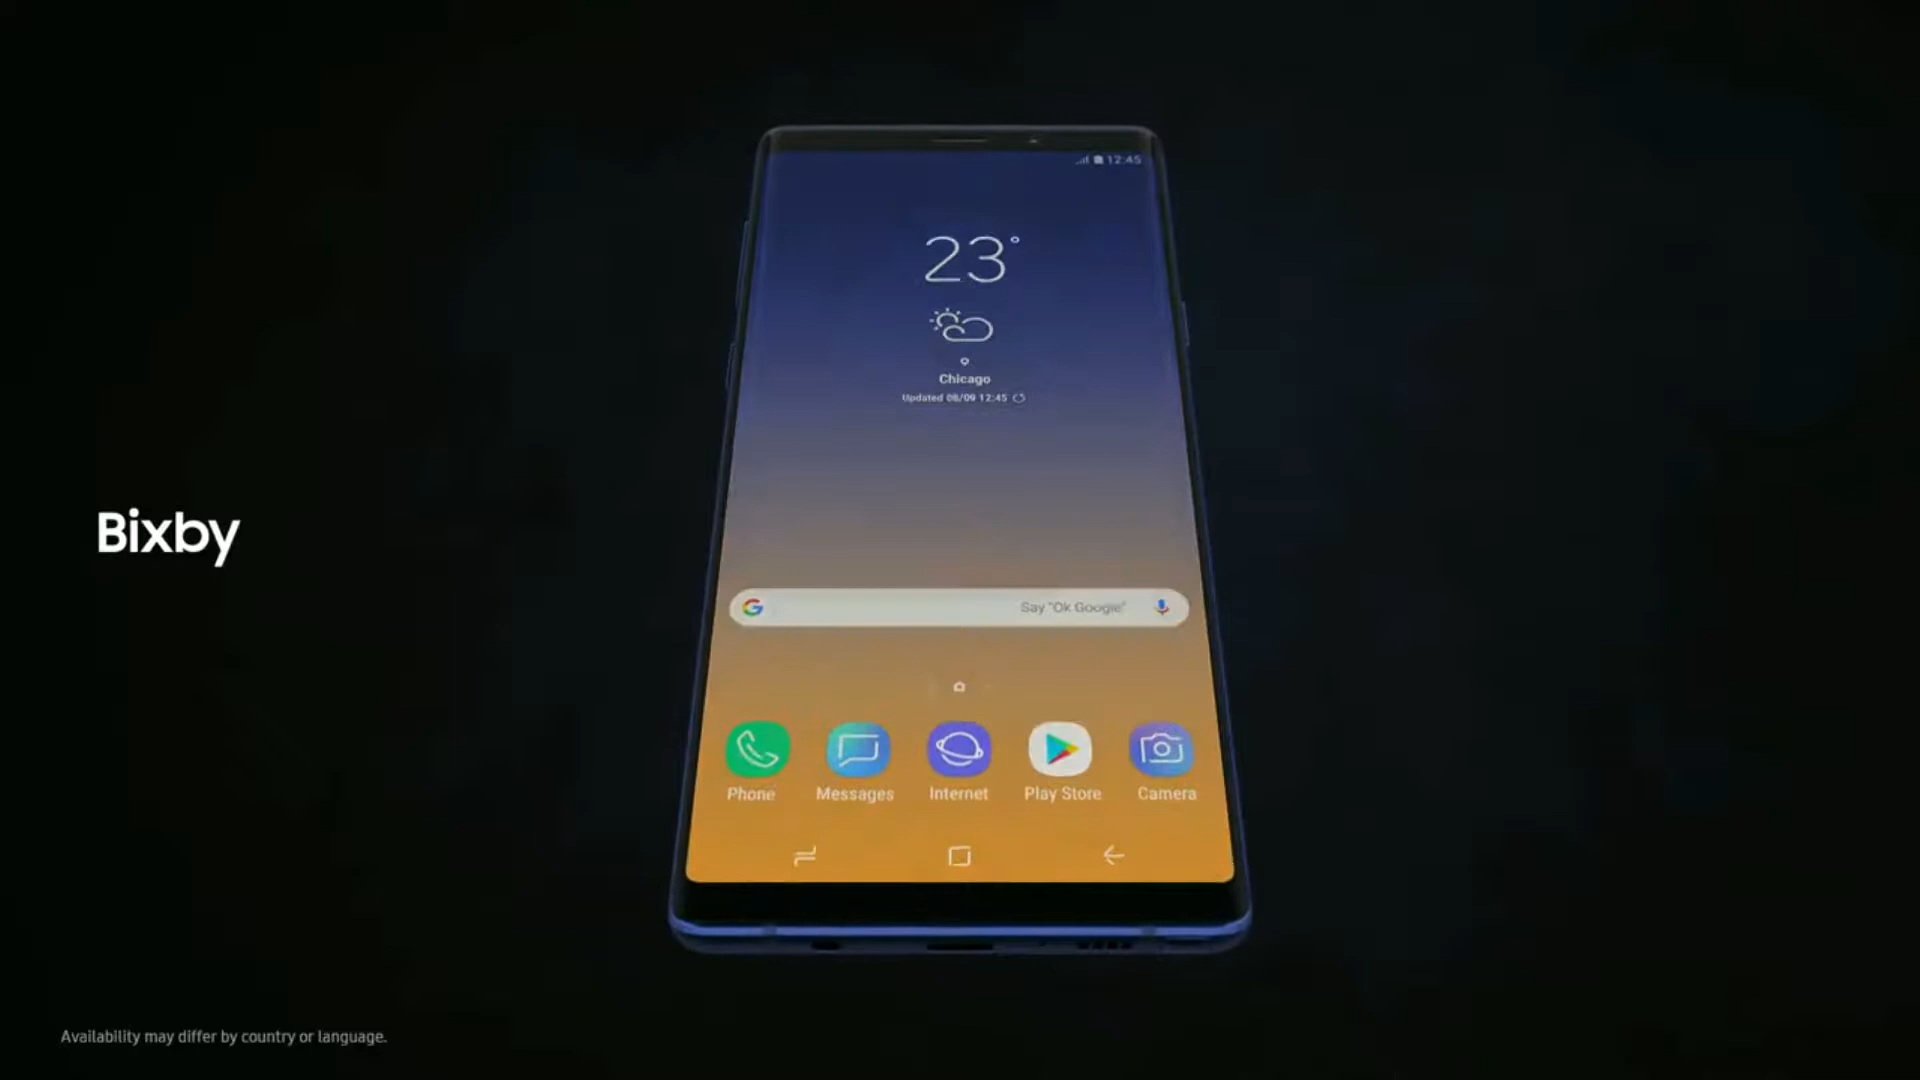 12:45
23°
Chicago
Updated 08/09 12:45
Bixby
Say "Ok Google"
Phone Messages Internet Play Store Camera
Availability may differ by country or language.